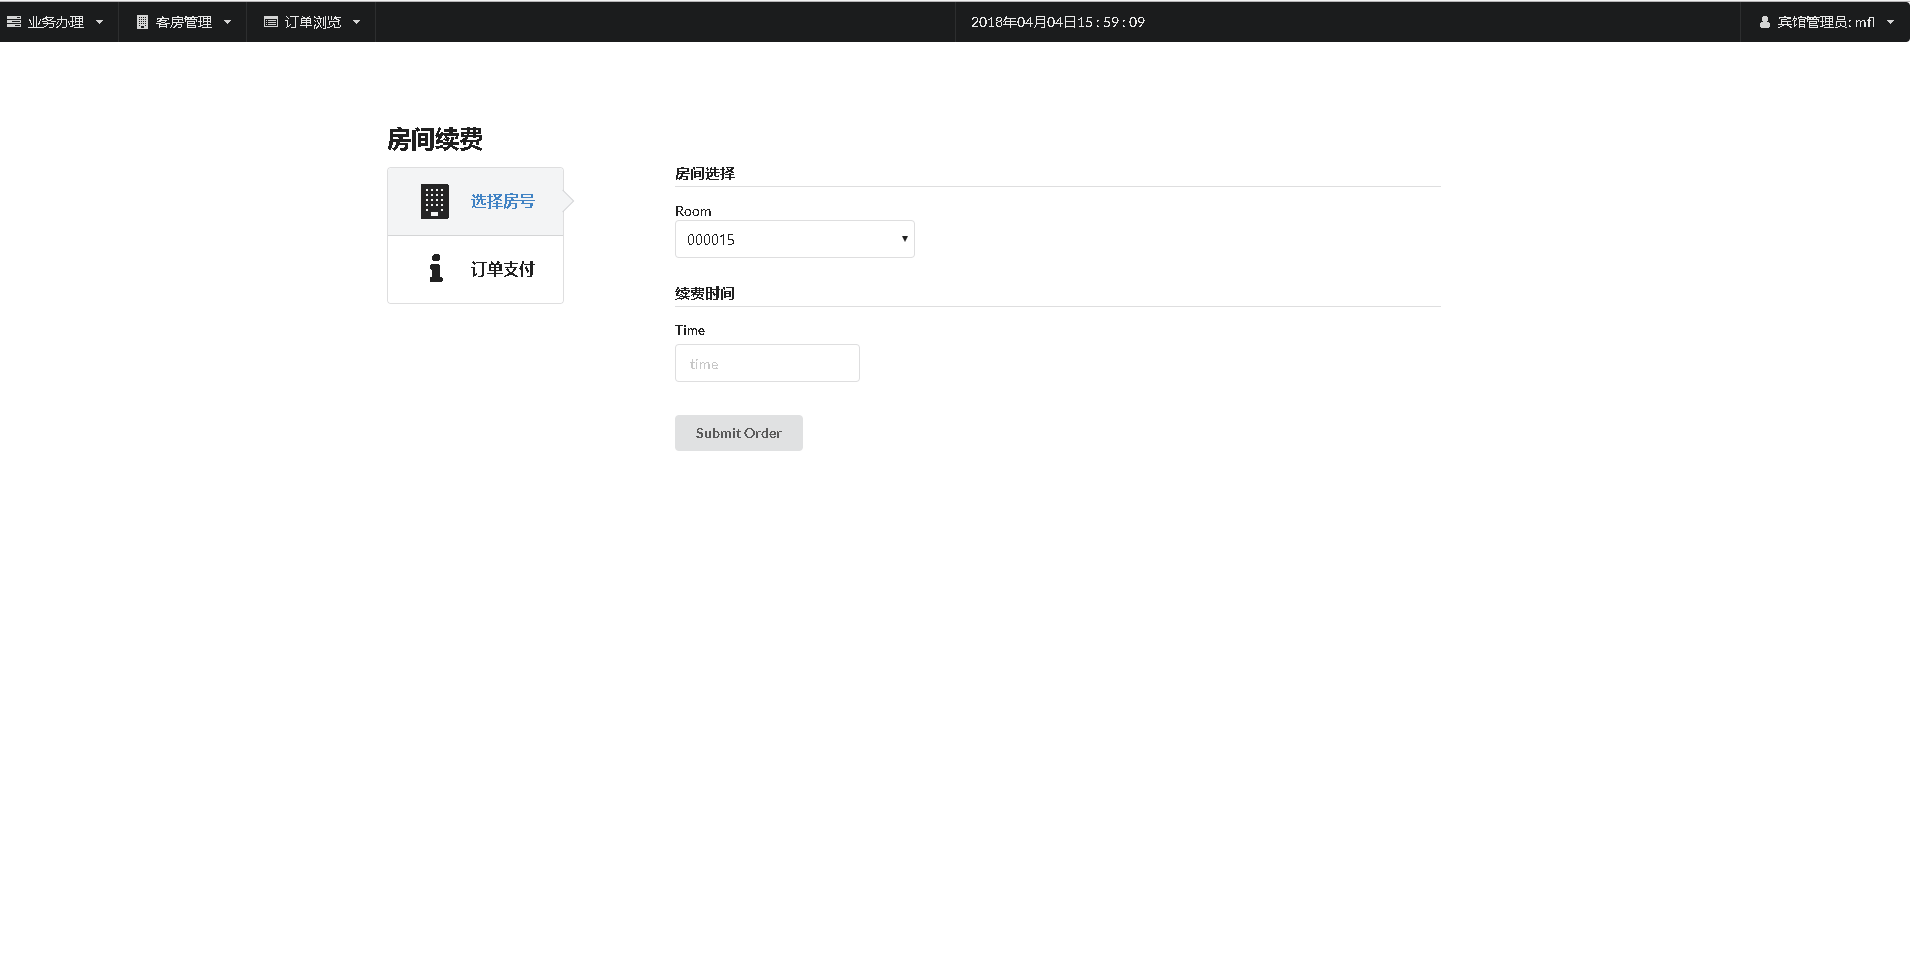 业务办理 客房管理 订单浏览 2018年04月04日15 : 59 : 09 宾馆管理员: mfl
房间续费
选择房号
订单支付
房间选择
Room
000015
续费时间
Time
time
Submit Order